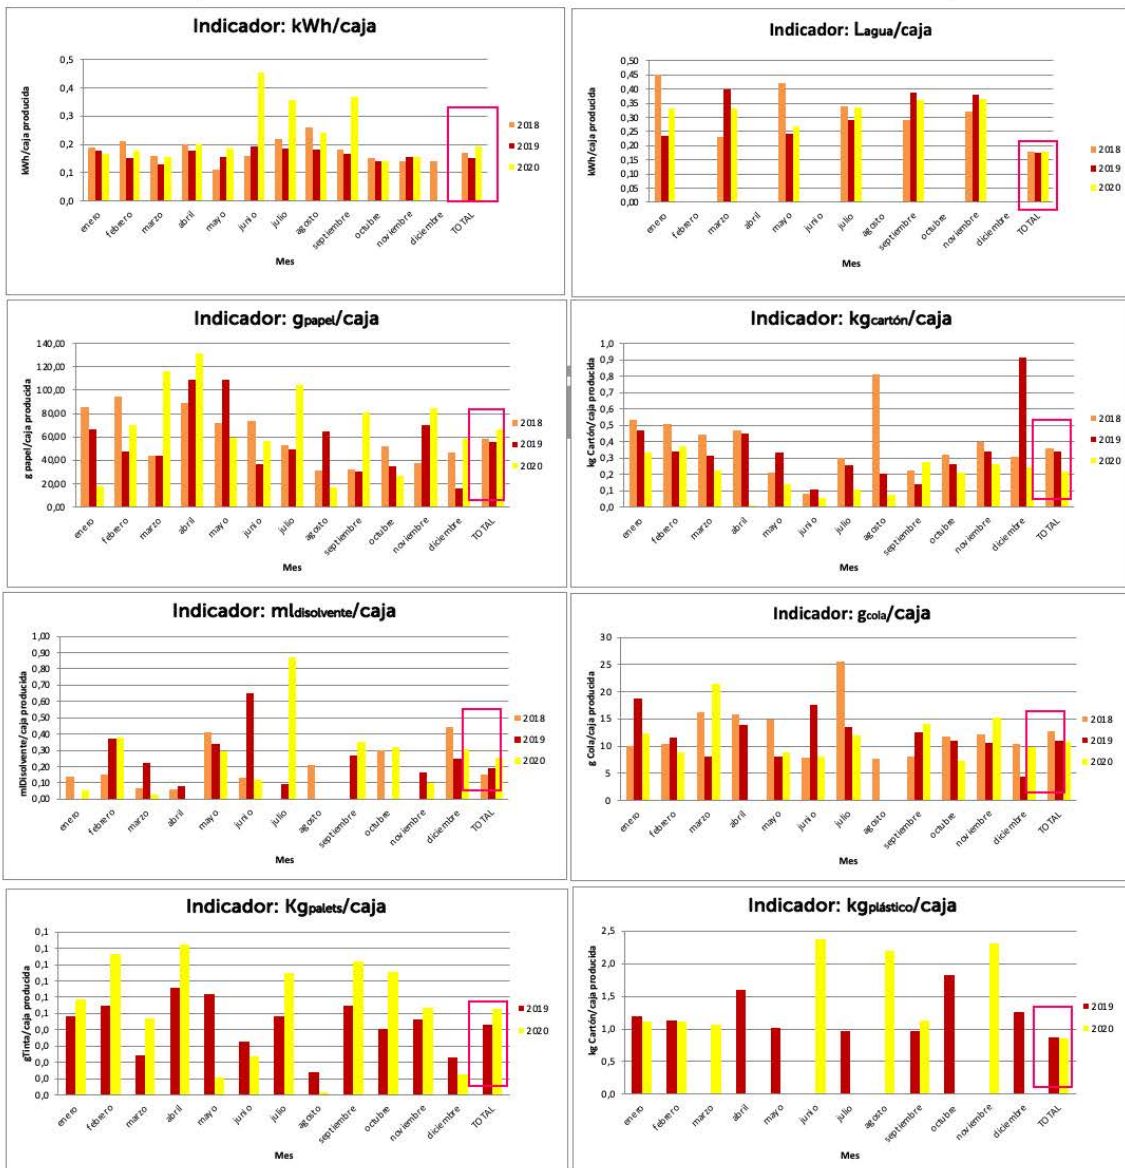 Indicador: kWh/caja
kWh/caja producida
0,5
0,4
0,3
0,2
0,1
0,0
enero
febrero
marzo
abril
mayo
junio
julio
agosto
septiembre
octubre
noviembre
diciembre
TOTAL
Mes
2018
2019
2020
Indicador: Lagua/caja
kWh/caja producida
0,50
0,45
0,40
0,35
0,30
0,25
0,20
0,15
0,10
0,05
0,00
enero
febrero
marzo
abril
mayo
junio
julio
agosto
septiembre
octubre
noviembre
diciembre
TOTAL
Mes
2018
2019
2020
Indicador: gpapel/caja
g papel/caja producida
140,00
120,00
100,00
80,00
60,00
40,00
20,00
0,00
enero
febrero
marzo
abril
mayo
junio
julio
agosto
septiembre
octubre
noviembre
diciembre
TOTAL
Mes
2018
2019
2020
Indicador: kgcartón/caja
kg Cartón/caja producida
1,0
0,9
0,8
0,7
0,6
0,5
0,4
0,3
0,2
0,1
0,0
enero
febrero
marzo
abril
mayo
junio
julio
agosto
septiembre
octubre
noviembre
diciembre
TOTAL
Mes
2018
2019
2020
Indicador: mldisolvente/caja
mlDisolvente/caja producida
1,00
0,90
0,80
0,70
0,60
0,50
0,40
0,30
0,20
0,10
0,00
enero
febrero
marzo
abril
mayo
junio
julio
agosto
septiembre
octubre
noviembre
diciembre
TOTAL
Mes
2018
2019
2020
Indicador: gcola/caja
g Cola/caja producida
30
25
20
15
10
5
0
enero
febrero
marzo
abril
mayo
junio
julio
agosto
septiembre
octubre
noviembre
diciembre
TOTAL
Mes
2018
2019
2020
Indicador: Kgpalets/caja
gTinta/caja producida
0,1
0,1
0,1
0,1
0,1
0,1
0,0
0,0
0,0
0,0
0,0
enero
febrero
marzo
abril
mayo
junio
julio
agosto
septiembre
octubre
noviembre
diciembre
TOTAL
Mes
2019
2020
Indicador: kgplástico/caja
kg Cartón/caja producida
2,5
2,0
1,5
1,0
0,5
0,0
enero
febrero
marzo
abril
mayo
junio
julio
agosto
septiembre
octubre
noviembre
diciembre
TOTAL
Mes
2019
2020